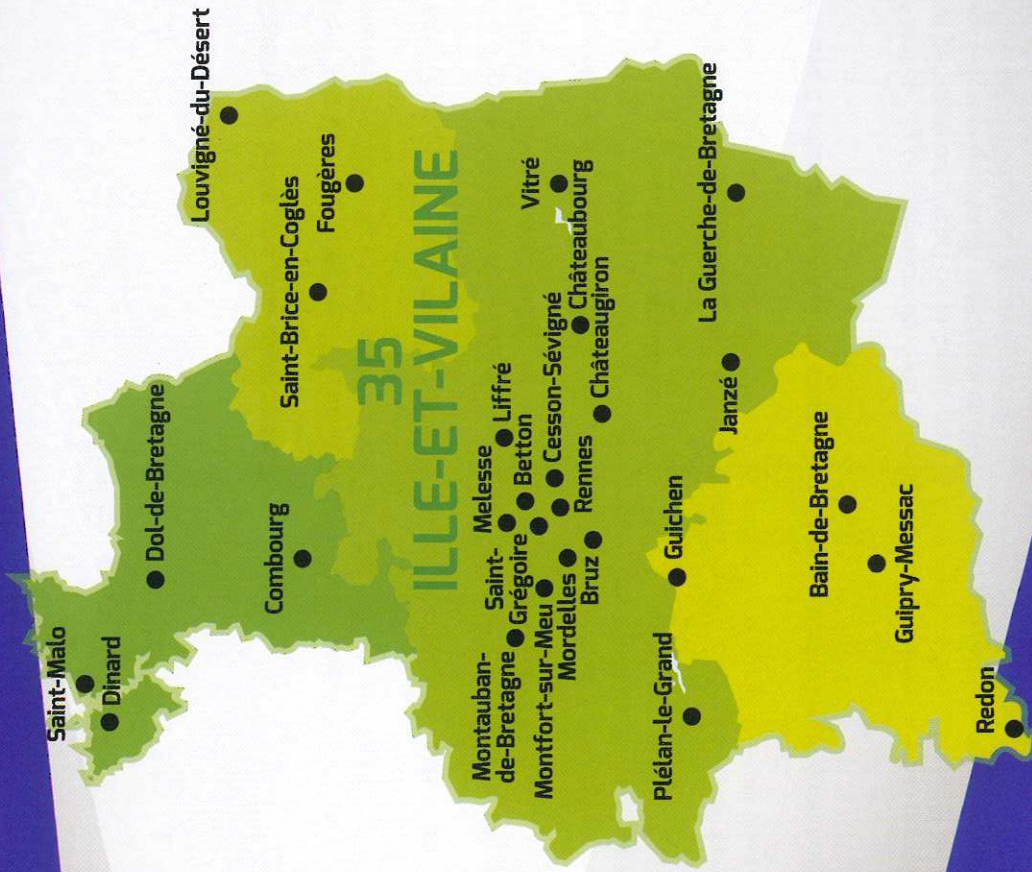 Saint-Malo
Dinard
Dol-de-Bretagne
Combourg
Louvigné-du-Désert
Saint-Brice-en-Coglès
Fougères
35
ILLE-ET-VILAINE
Montauban-
de-Bretagne
Saint-
Grégoire
Melesse
Liffré
Betton
Montfort-sur-Meu
Mordelles
Cesson-Sévigné
Rennes
Bruz
Vitré
Châteaubourg
Châteaugiron
Plélan-le-Grand
Guichen
Janzé
La Guerche-de-Bretagne
Bain-de-Bretagne
Guipry-Messac
Redon